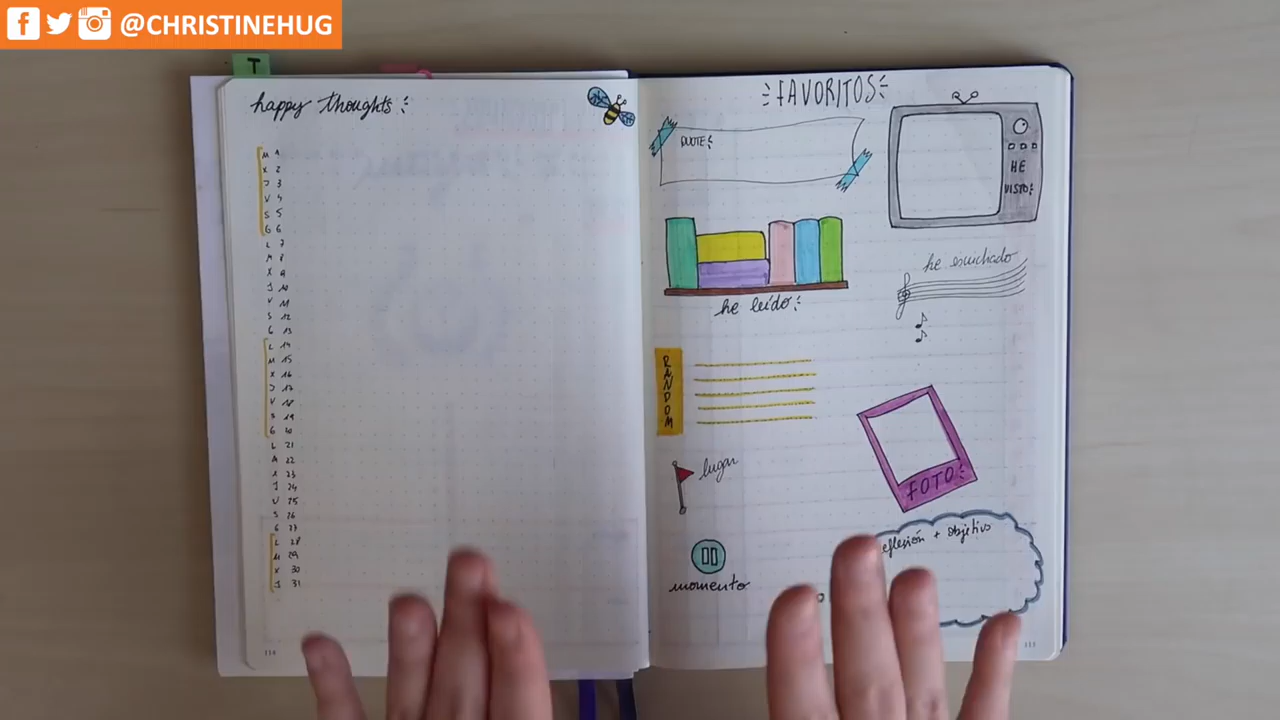 @CHRISTINEHUG
T
happy thoughts
M 1
X 2
J 3
V 4
S 5
D 6
L 7
M 8
X 9
J 10
V 11
S 12
D 13
L 14
M 15
X 16
J 17
V 18
S 19
D 20
L 21
M 22
X 23
J 24
V 25
S 26
D 27
L 28
M 29
X 30
J 31
FAVORITOS
QUOTE
HE
VISTO
he leído
he escuchado
RANDOM
lugar
FOTO
momento
eflexión + objetivo